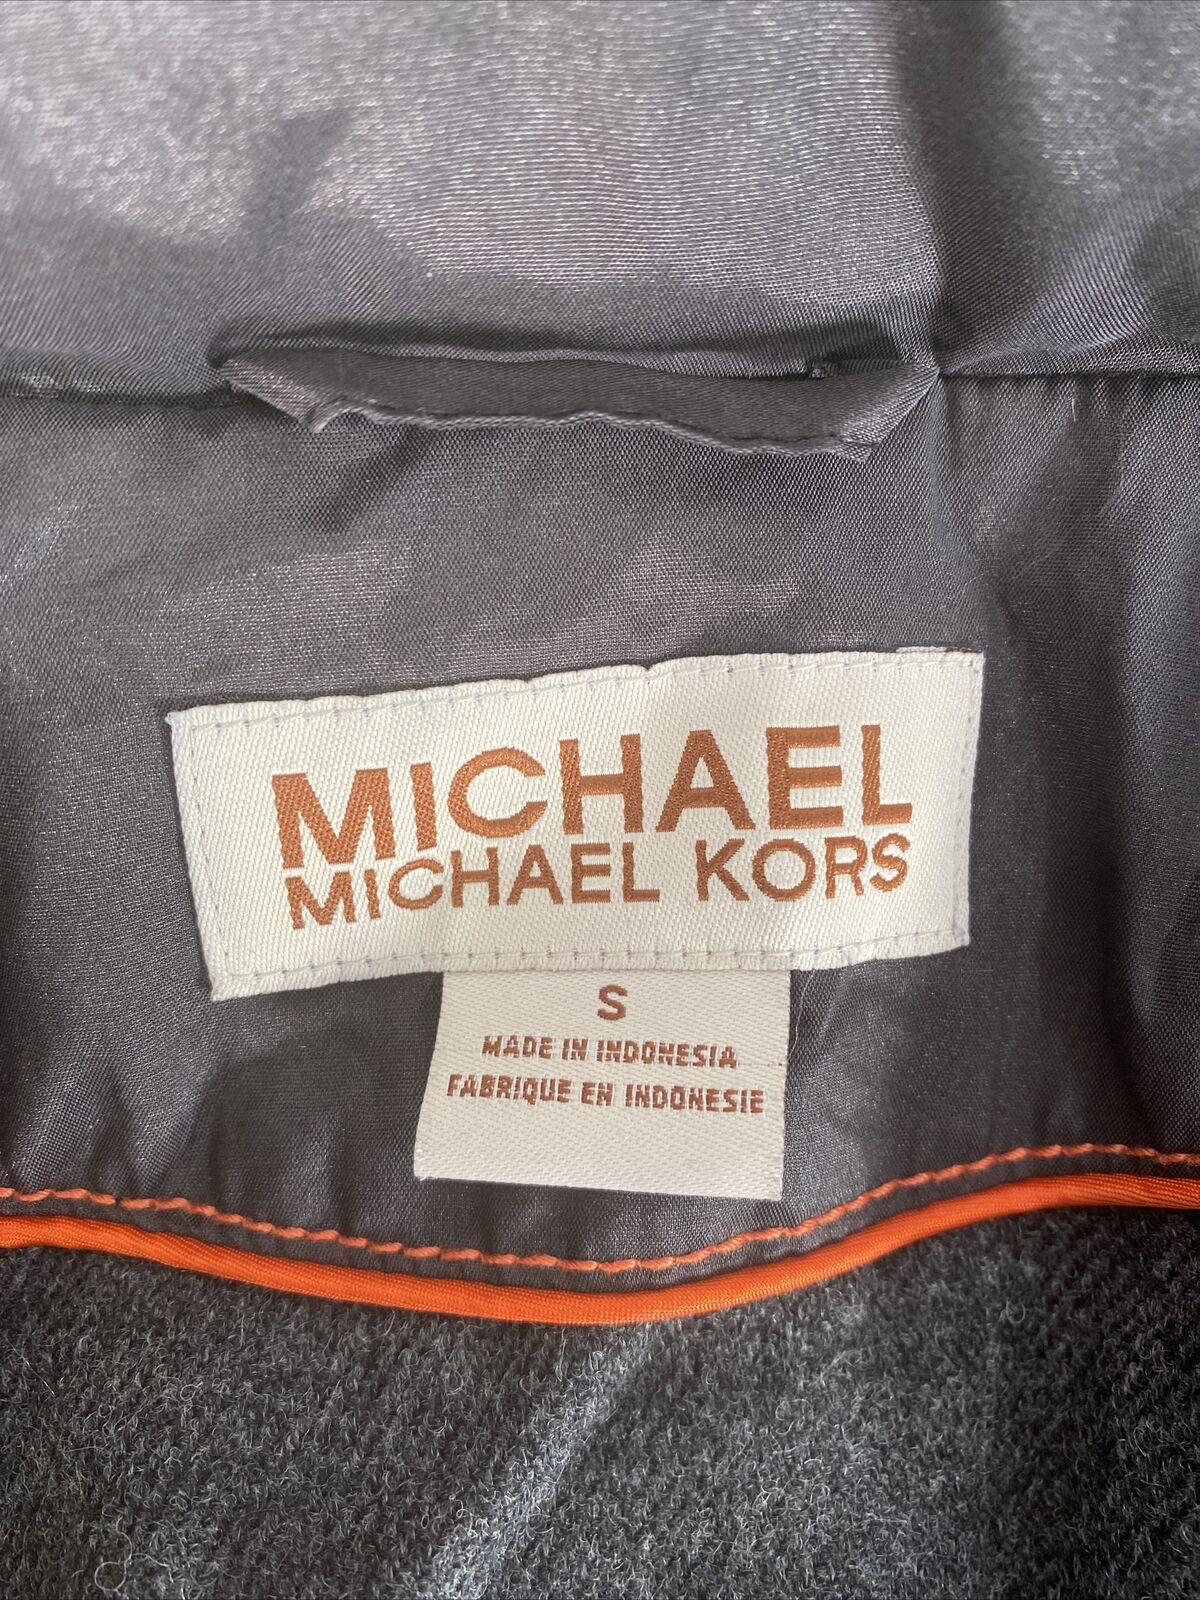 MICHAEL
MICHAEL KORS
S
MADE IN INDONESIA
FABRIQUE EN INDONESIE